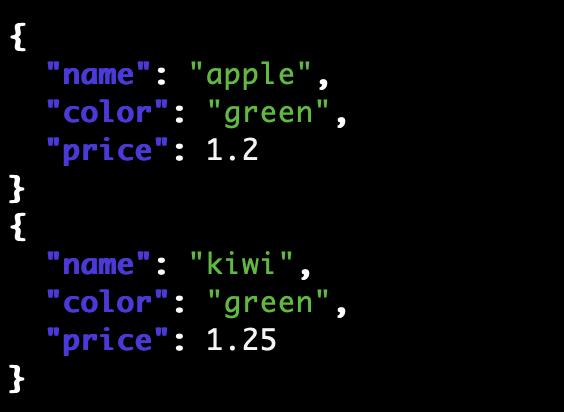 {
  "name": "apple",
  "color": "green",
  "price": 1.2
}
{
  "name": "kiwi",
  "color": "green",
  "price": 1.25
}